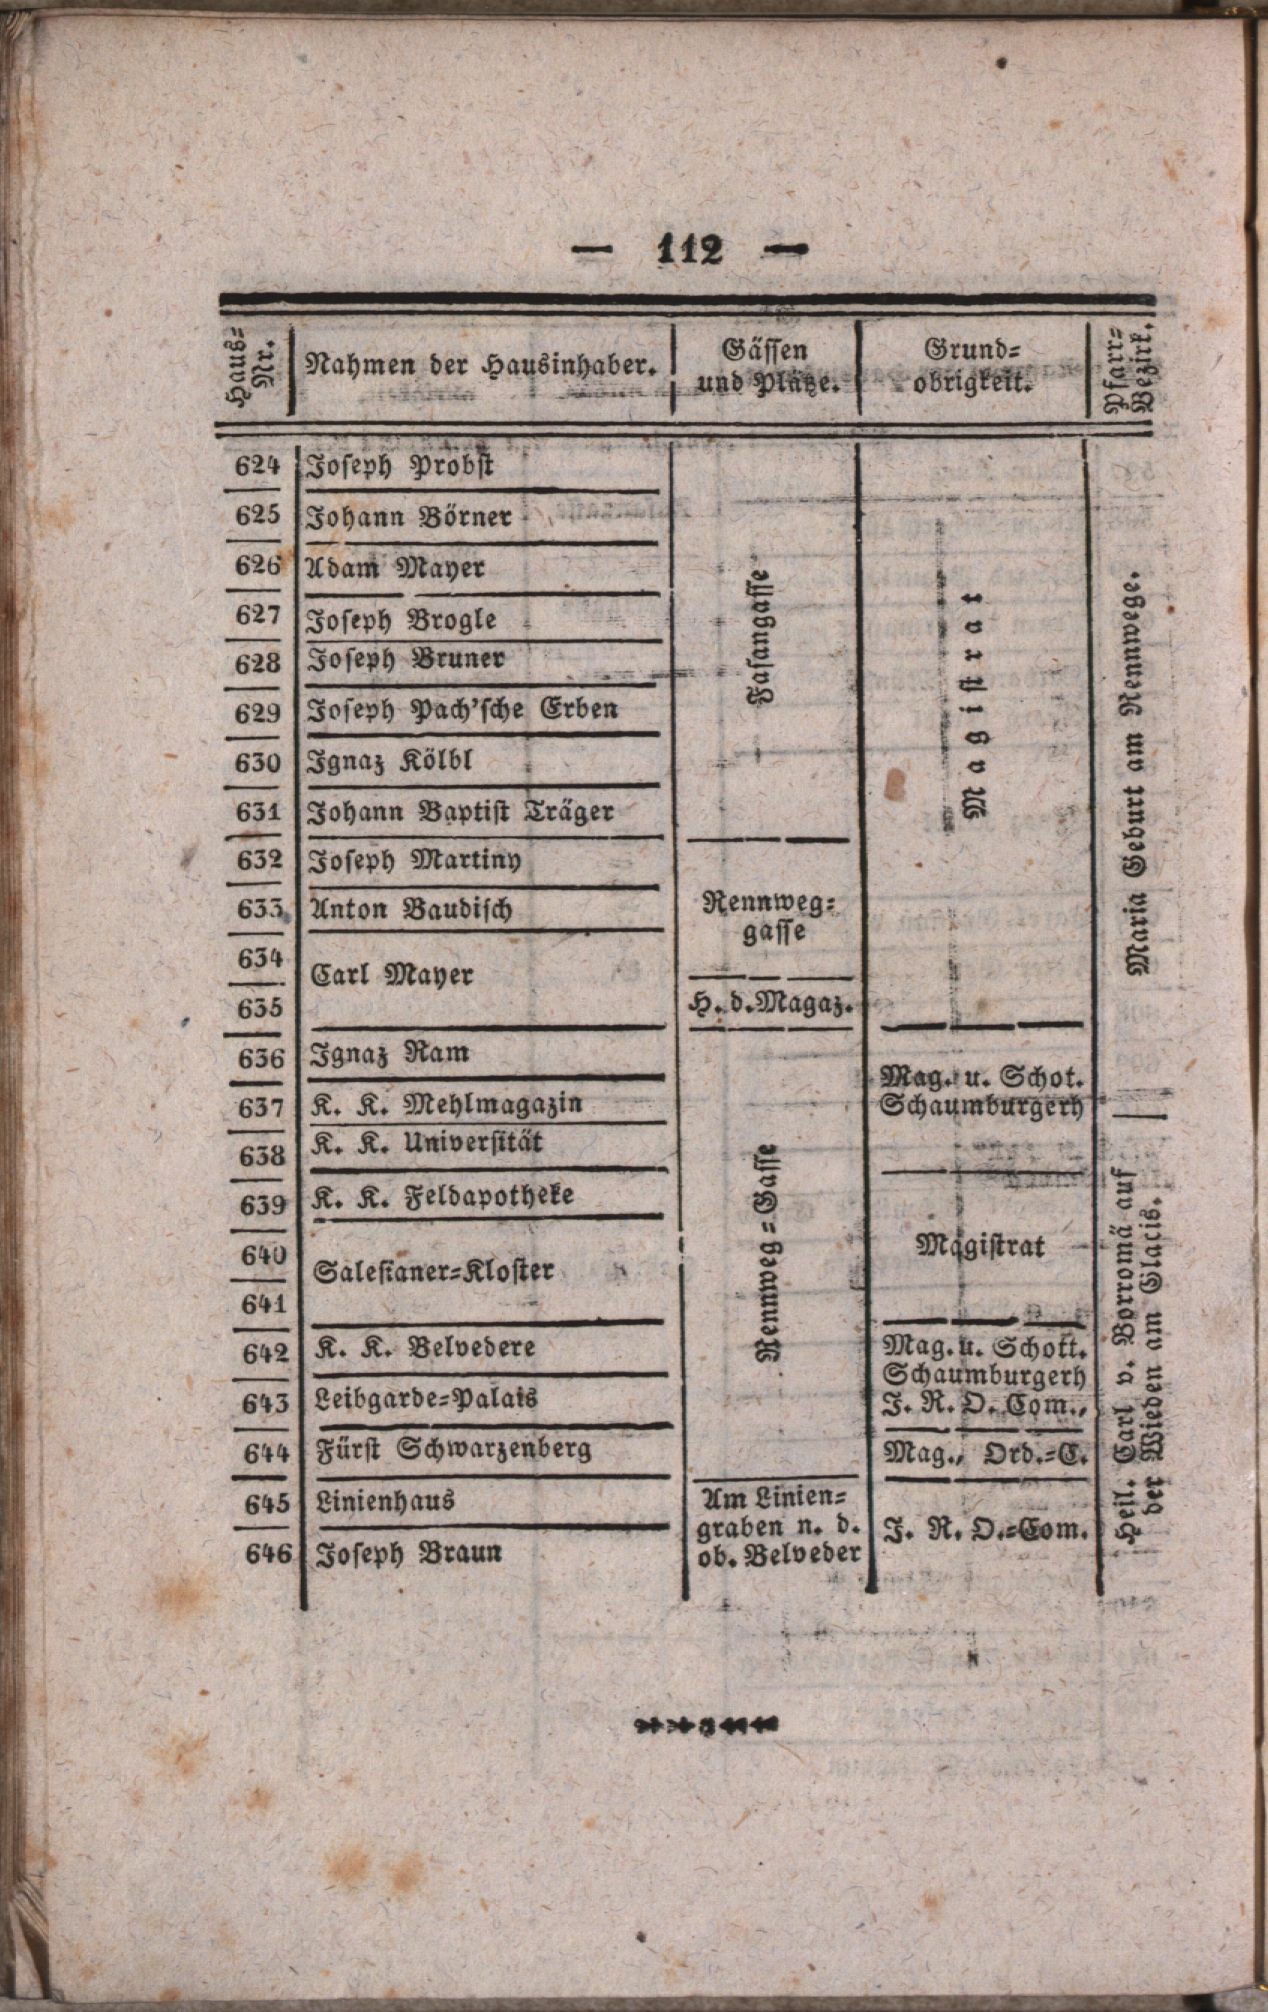 — 112 —
Haus-
Nr.
Nahmen der Hausinhaber.
Gässen
und Plätze.
Grund-
obrigkeit.
Pfarr-
Bezirk.
624 Joseph Probst
625 Johann Börner
626 Adam Mayer
627 Joseph Brogle
628 Joseph Bruner
629 Joseph Pach'sche Erben
630 Ignaz Kölbl
631 Johann Baptist Träger
Fasangasse
Magistrat
Maria Geburt am Rennwege.
632 Joseph Martiny
633 Anton Baudisch
Rennweg-
gasse
634
Carl Mayer
635
H. d. Magaz.
636 Ignaz Ram
637 K. K. Mehlmagazin
638 K. K. Universität
Mag. u. Schot.
Schaumburgerh
639 K. K. Feldapotheke
640
Salesianer-Kloster
641
Rennweg-Gasse
Magistrat
642 K. K. Belvedere
643 Leibgarde-Palais
Mag. u. Schott.
Schaumburgerh
J. R. O. Com.,
644 Fürst Schwarzenberg
Mag., Ord.-C.
645 Linienhaus
646 Joseph Braun
Am Linien-
graben n. d.
ob. Belveder
J. R. O.-Com.
Heil. Carl v. Borromä auf
der Wieden am Glacis.